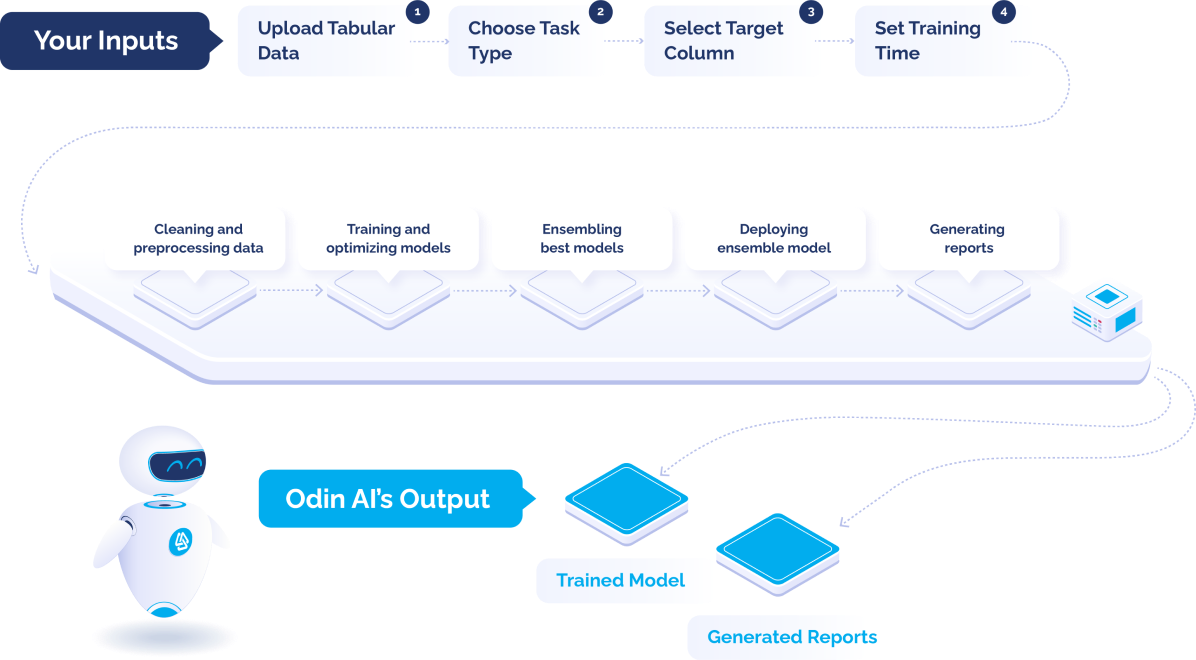 Your Inputs
1
Upload Tabular
Data
2
Choose Task
Type
3
Select Target
Column
4
Set Training
Time
Cleaning and
preprocessing data
Training and
optimizing models
Ensembling
best models
Deploying
ensemble model
Generating
reports
Odin AI’s Output
Trained Model
Generated Reports